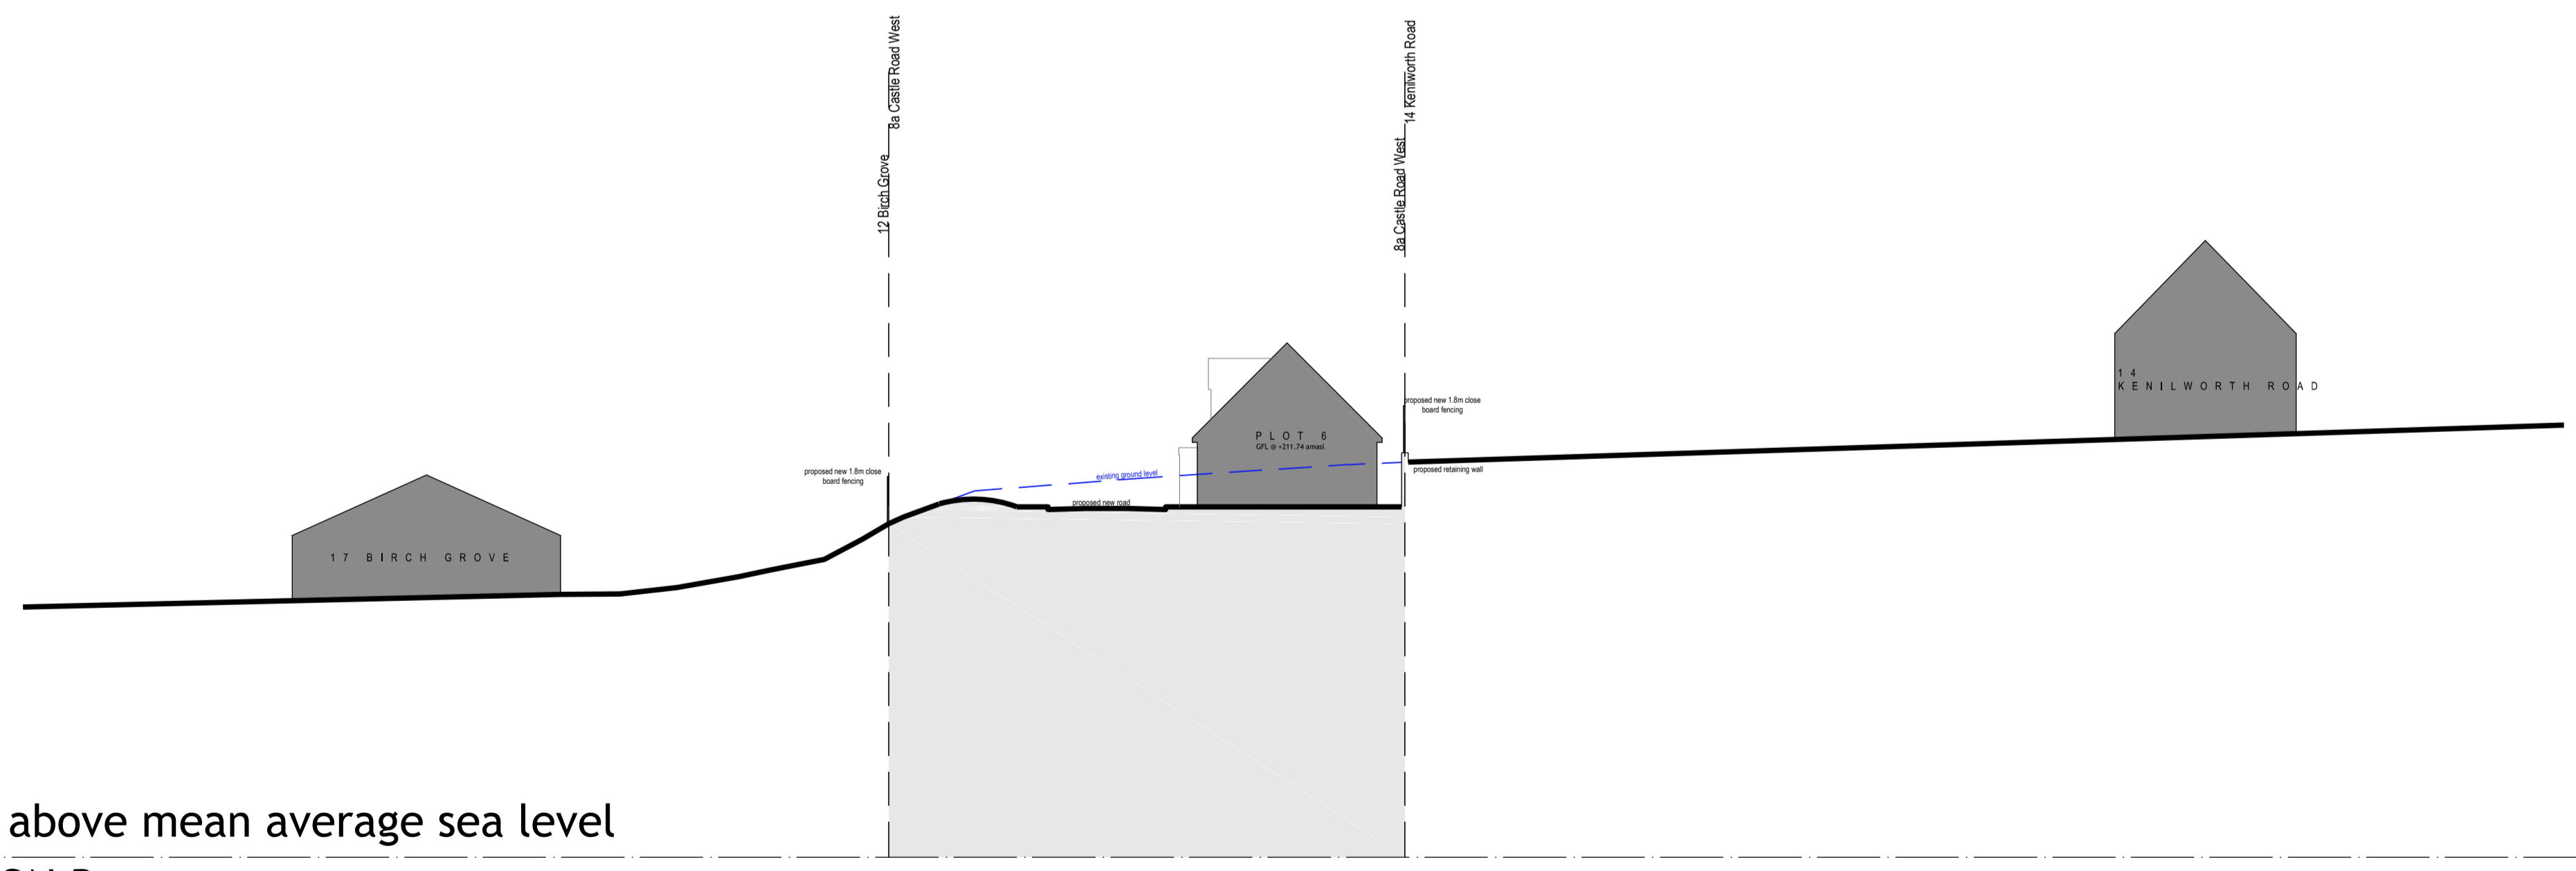 8a Castle Road West
12 Birch Grove
14 Kenilworth Road
8a Castle Road West
1 4
K E N I L W O R T H   R O A D
proposed new 1.8m close
board fencing
P L O T   6
GFL @ +211.74 amasl
proposed retaining wall
existing ground level
proposed new 1.8m close
board fencing
proposed new road
1 7   B I R C H   G R O V E
above mean average sea level